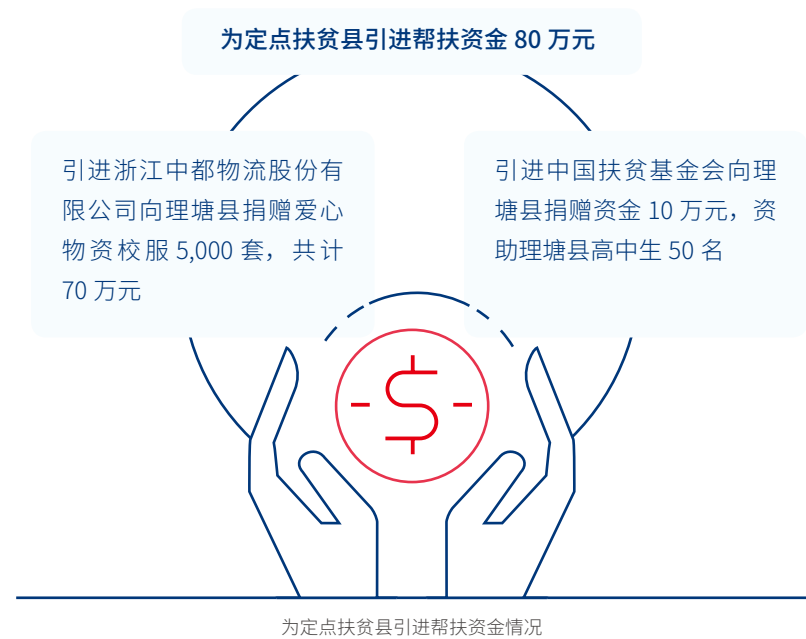 为定点扶贫县引进帮扶资金 80 万元
引进浙江中都物流股份有
限公司向理塘县捐赠爱心
物资校服 5,000 套，共计
70 万元
引进中国扶贫基金会向理
塘县捐赠资金 10 万元，资
助理塘县高中生 50 名
为定点扶贫县引进帮扶资金情况